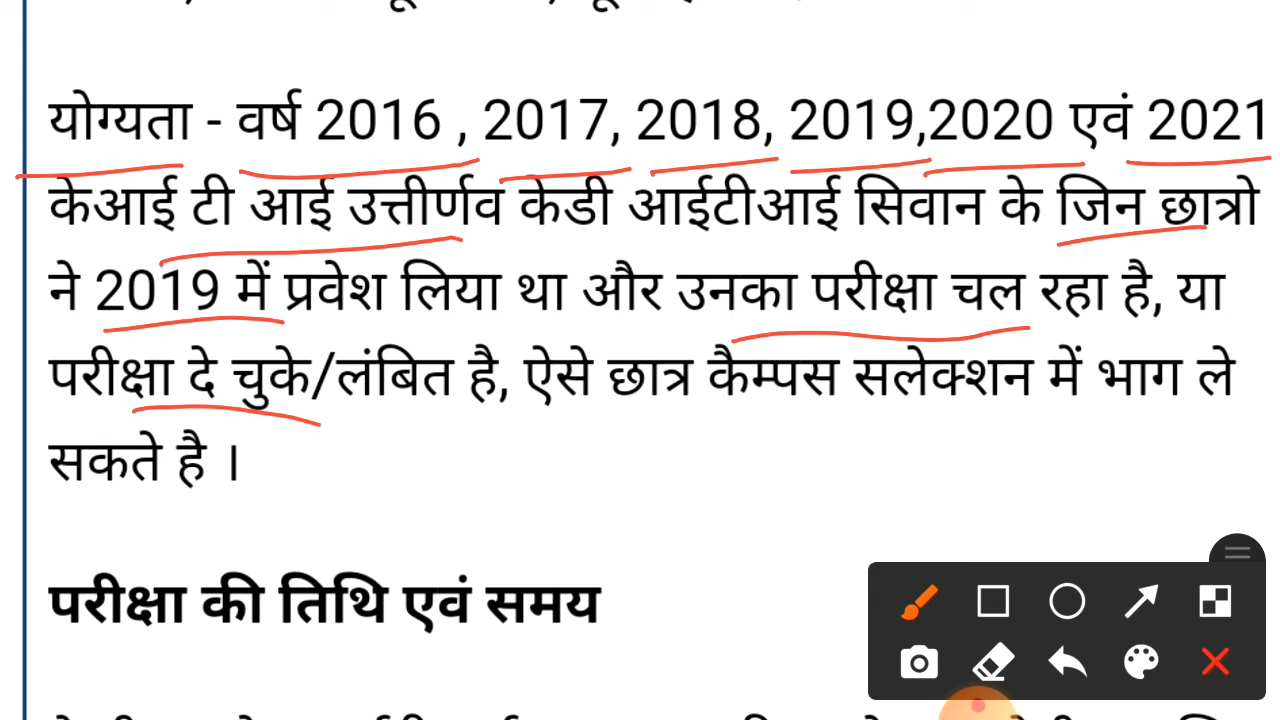 योग्यता - वर्ष 2016 , 2017, 2018, 2019,2020 एवं 2021
केआई टी आई उत्तीर्णव केडी आईटीआई सिवान के जिन छात्रो
ने 2019 में प्रवेश लिया था और उनका परीक्षा चल रहा है, या
परीक्षा दे चुके/लंबित है, ऐसे छात्र कैम्पस सलेक्शन में भाग ले
सकते है ।
परीक्षा की तिथि एवं समय